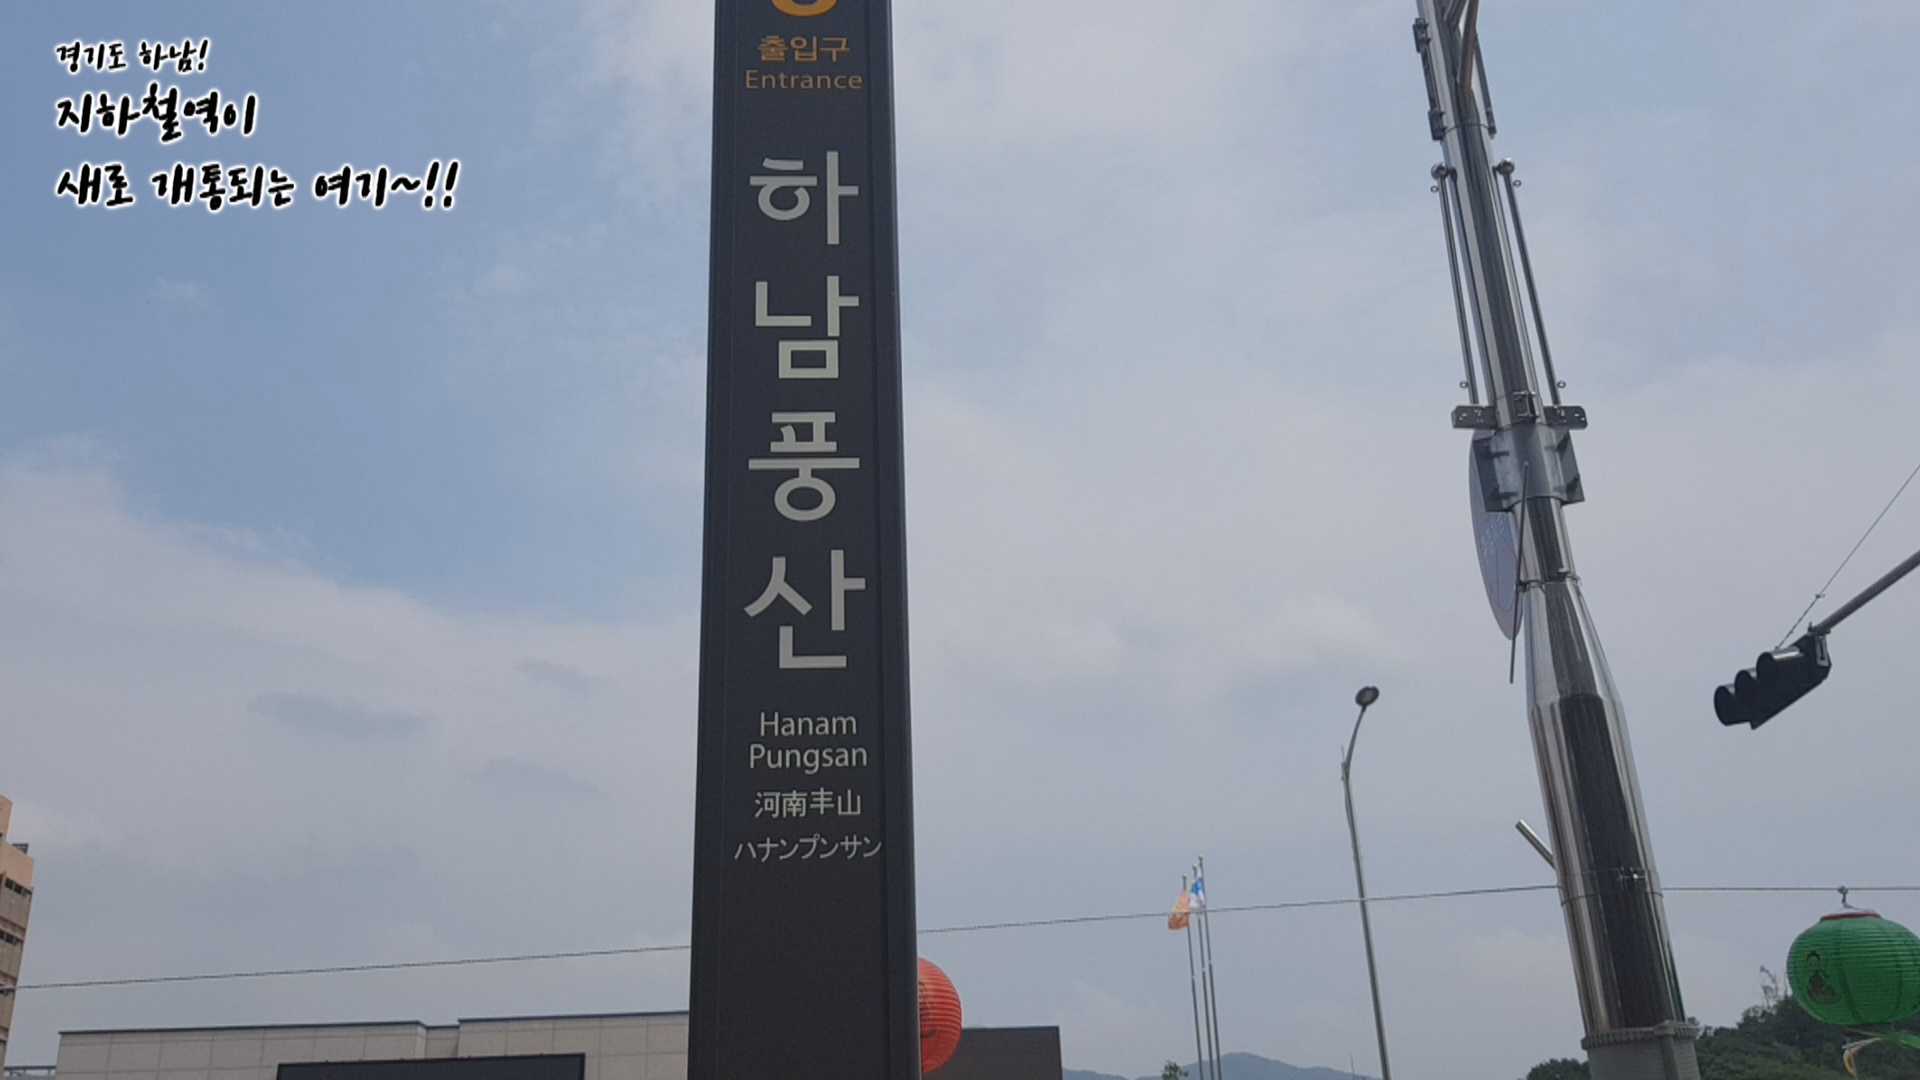 경기도 하남!
지하철역이
새로 개통되는 여기~!!
출입구
Entrance
하
남
풍
산
Hanam
Pungsan
河南丰山
ハナンプンサン